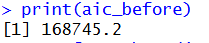 > print(aic_before)
[1] 168745.2